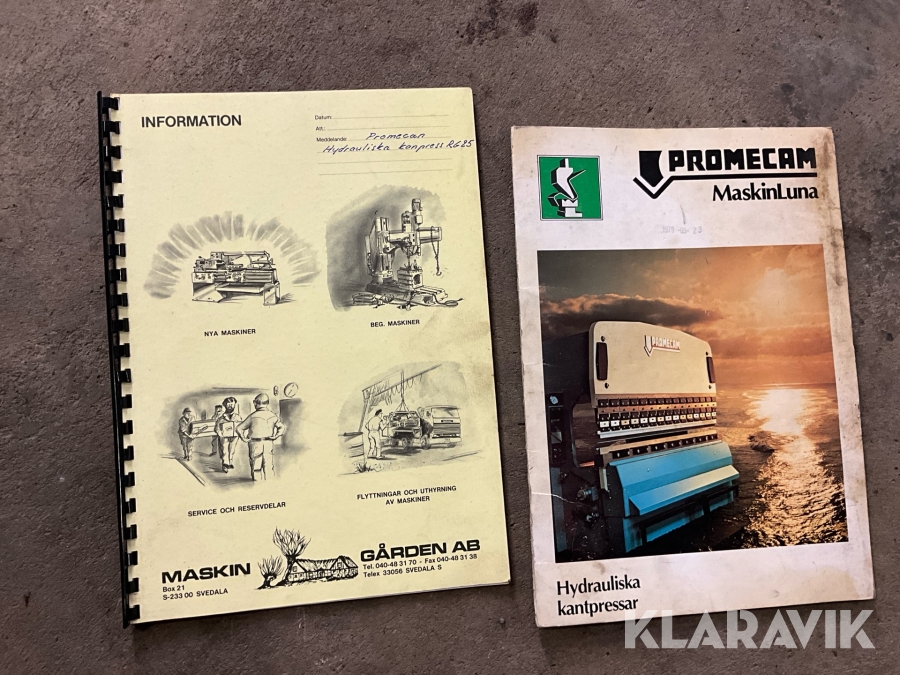 INFORMATION
Datum:
Att.:
Meddelande: Promecan
Hydrauliska kanpress RG25
NYA MASKINER
BEG. MASKINER
SERVICE OCH RESERVDELAR
FLYTTNINGAR OCH UTHYRNING
AV MASKINER
MASKIN GÅRDEN AB
Box 21
S-233 00 SVEDALA
Tel. 040-48 31 70 - Fax 040-48 31 38
Telex 33056 SVEDALA S
PROMECAM
MaskinLuna
PROMECAM
Hydrauliska
kantpressar
KLARAVIK